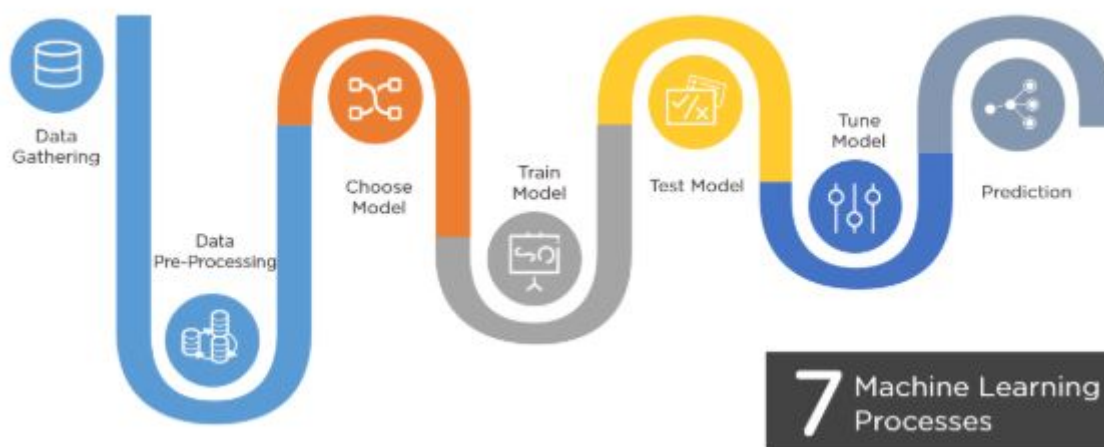 Data
Gathering
Data
Pre-Processing
Choose
Model
Train
Model
Test Model
Tune
Model
Prediction
7 Machine Learning
Processes